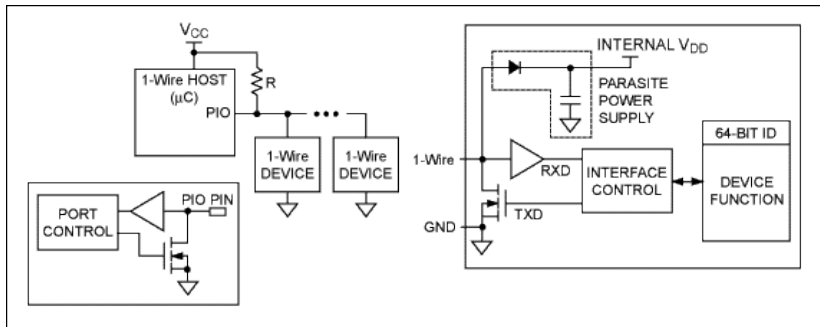 VCC
1-Wire HOST
(µC)
R
PIO
1-Wire
DEVICE
1-Wire
DEVICE
PIO PIN
PORT
CONTROL
INTERNAL VDD
PARASITE
POWER
SUPPLY
64-BIT ID
1-Wire
RXD
INTERFACE
CONTROL
DEVICE
FUNCTION
TXD
GND